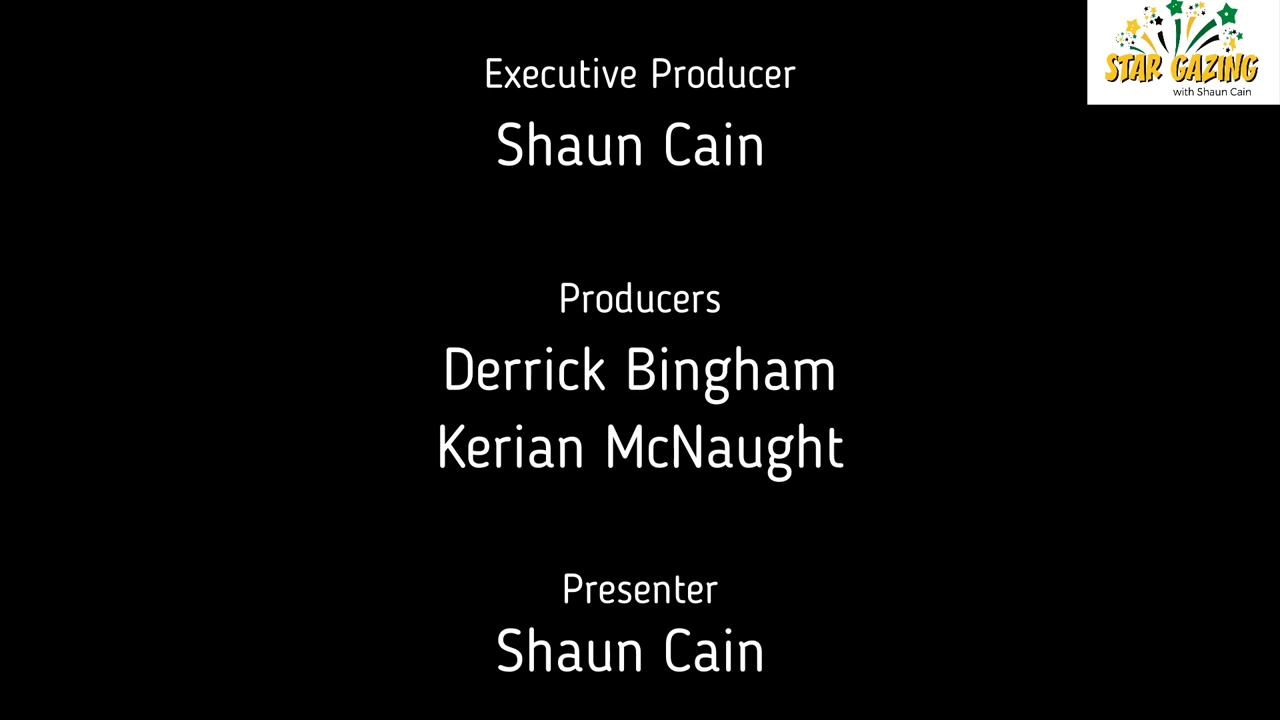 Executive Producer
Shaun Cain
Producers
Derrick Bingham
Kerian McNaught
Presenter
Shaun Cain
STAR GAZING
with Shaun Cain